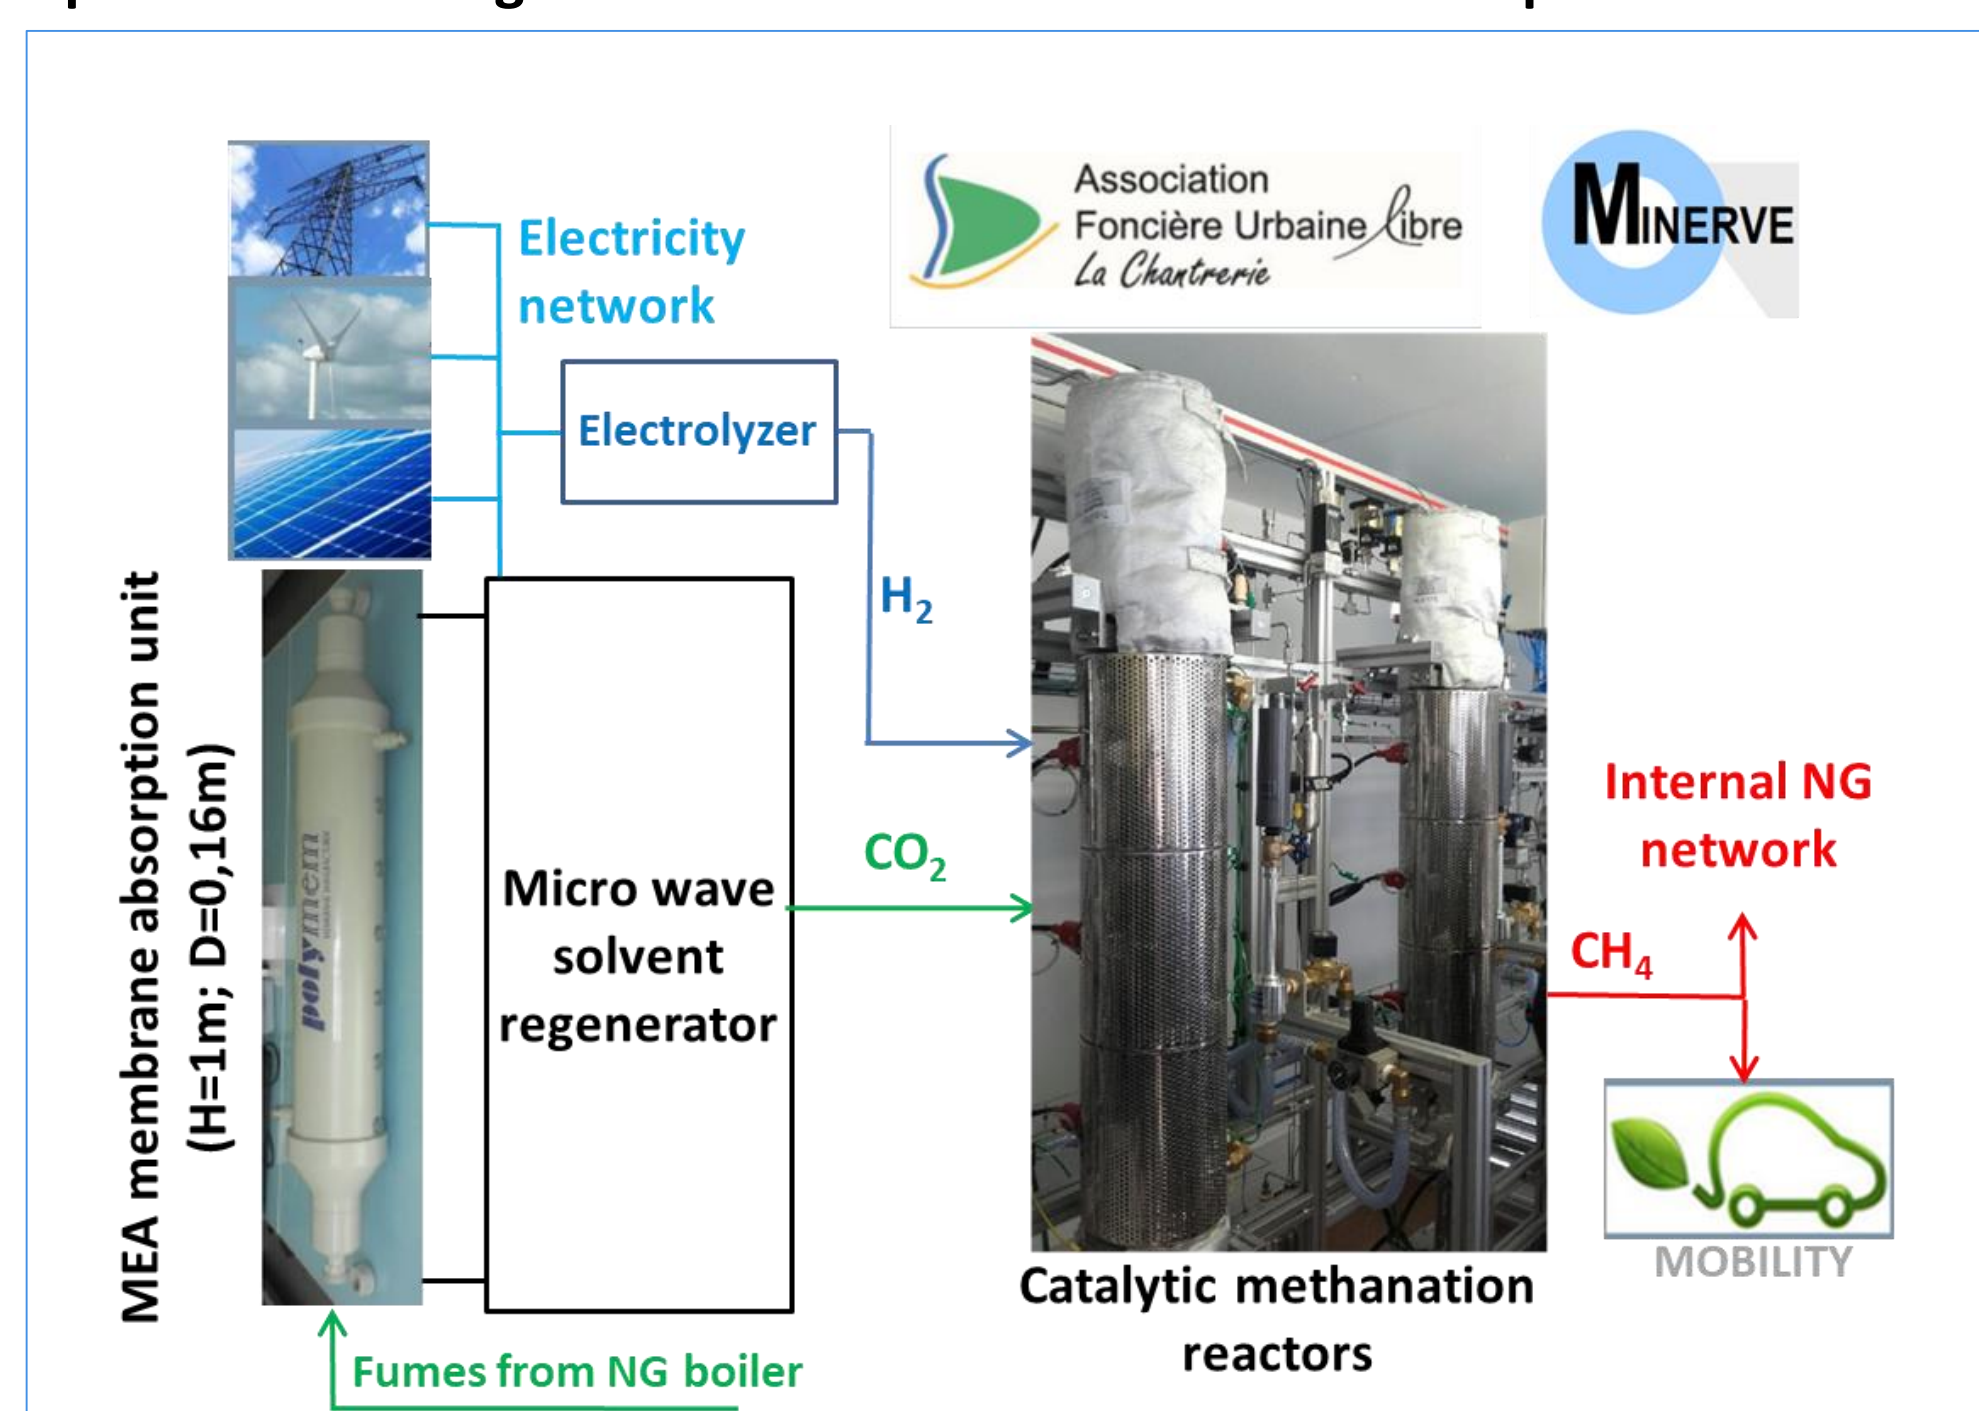 Association
Foncière Urbaine Libre
La Chantrerie
MINERVE
Electricity
network
Electrolyzer
H2
MEA membrane absorption unit
(H=1m; D=0,16m)
polymem
Micro wave
solvent
regenerator
CO2
Internal NG
network
CH4
MOBILITY
Catalytic methanation
reactors
Fumes from NG boiler